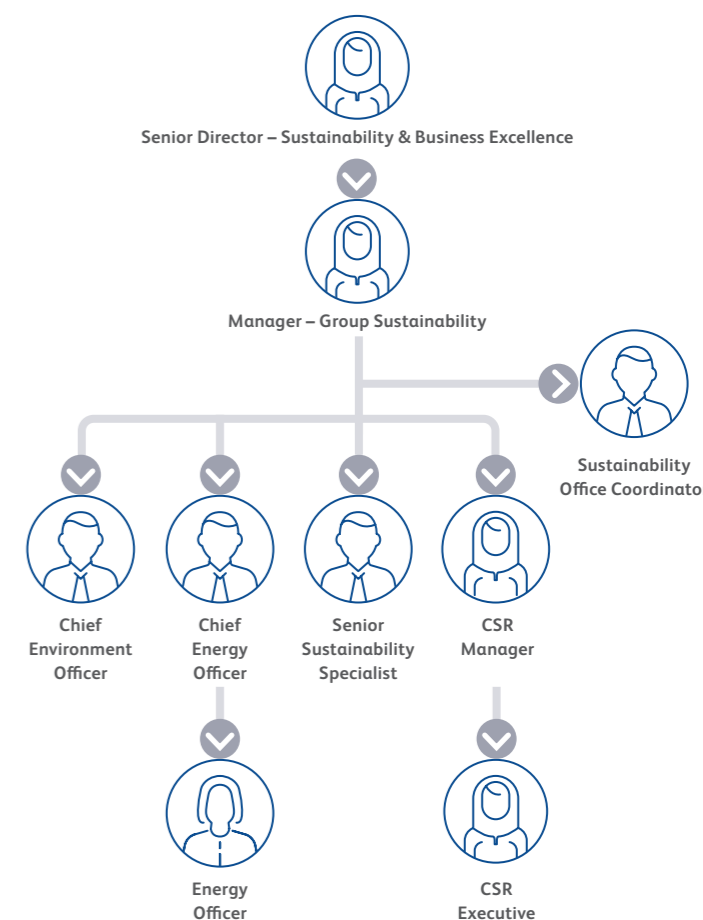 Senior Director – Sustainability & Business Excellence
Manager – Group Sustainability
Sustainability
Office Coordinato
Chief
Environment
Officer
Chief
Energy
Officer
Senior
Sustainability
Specialist
CSR
Manager
Energy
Officer
CSR
Executive